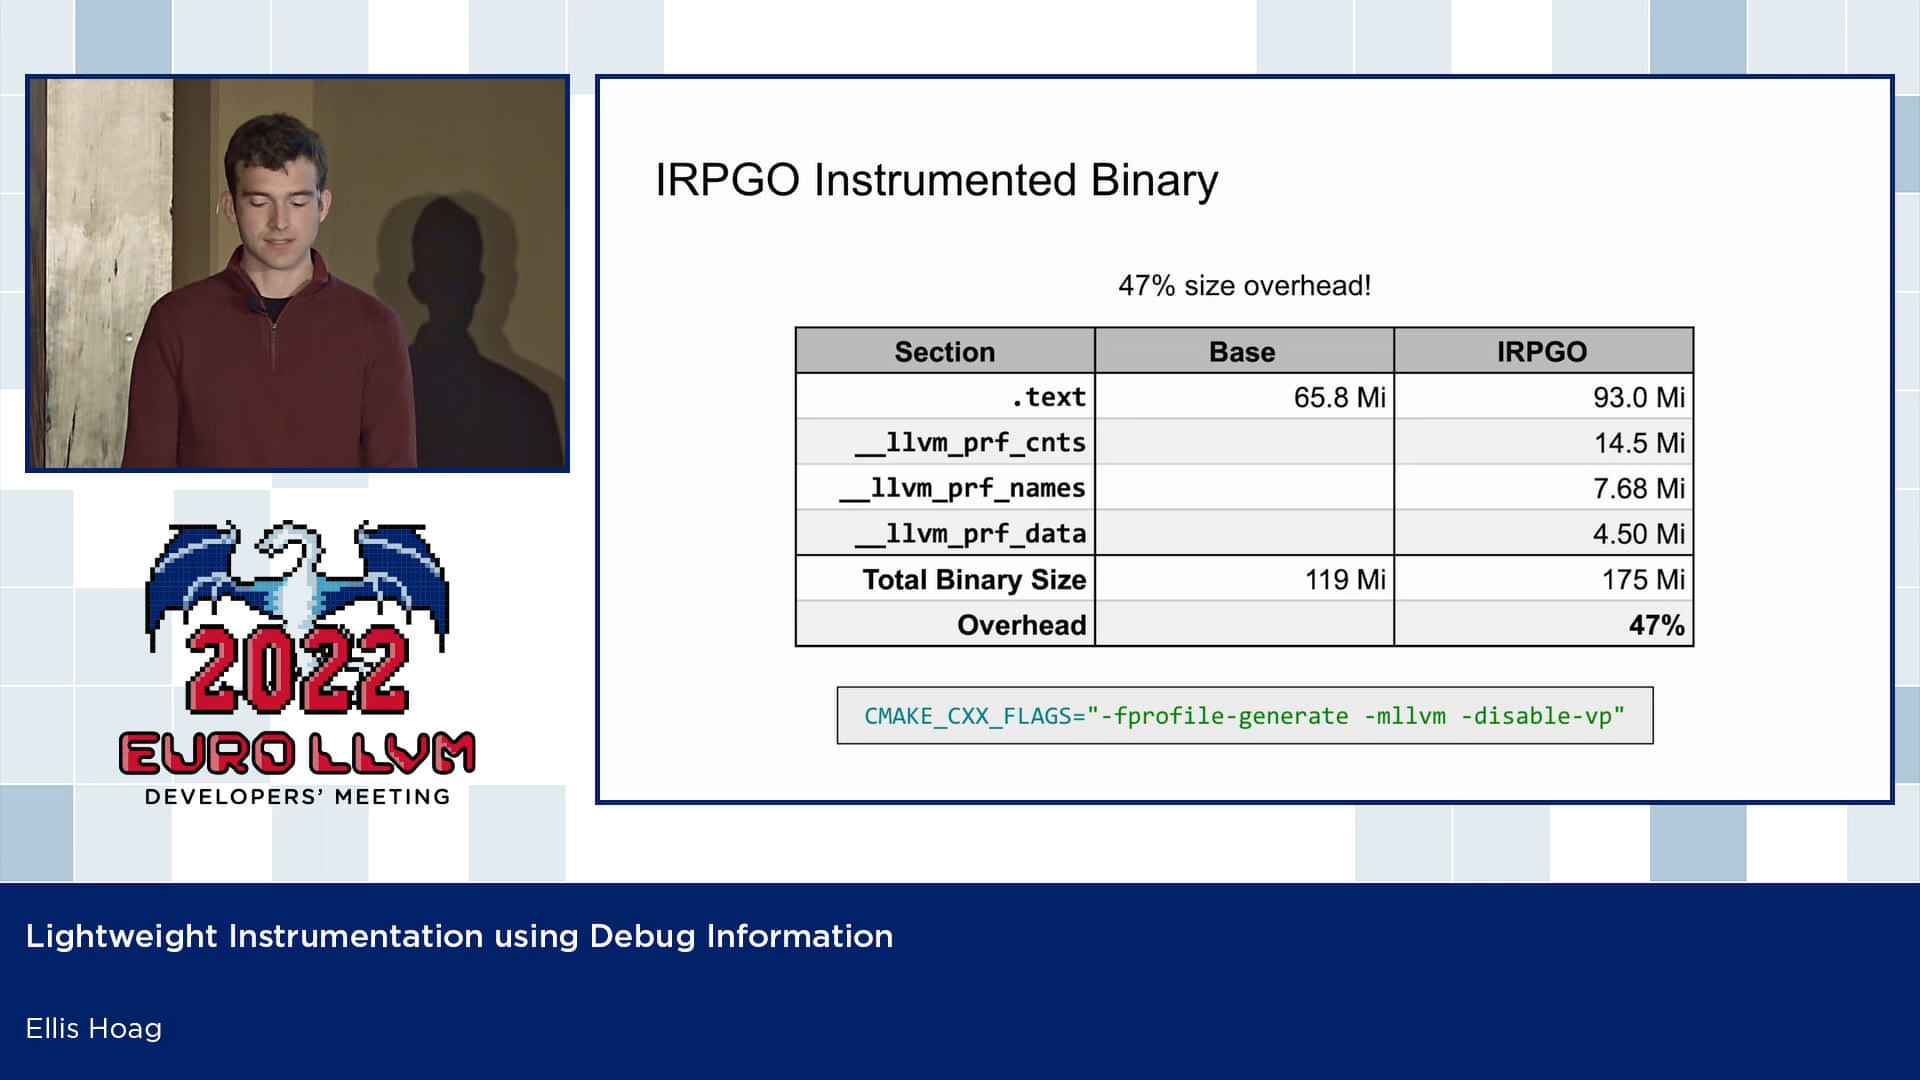 IRPGO Instrumented Binary
47% size overhead!
Section Base IRPGO
.text 65.8 Mi 93.0 Mi
__llvm_prf_cnts 14.5 Mi
__llvm_prf_names 7.68 Mi
__llvm_prf_data 4.50 Mi
Total Binary Size 119 Mi 175 Mi
Overhead 47%
CMAKE_CXX_FLAGS="-fprofile-generate -mllvm -disable-vp"
2022
EURO LLVM
DEVELOPERS' MEETING
Lightweight Instrumentation using Debug Information
Ellis Hoag